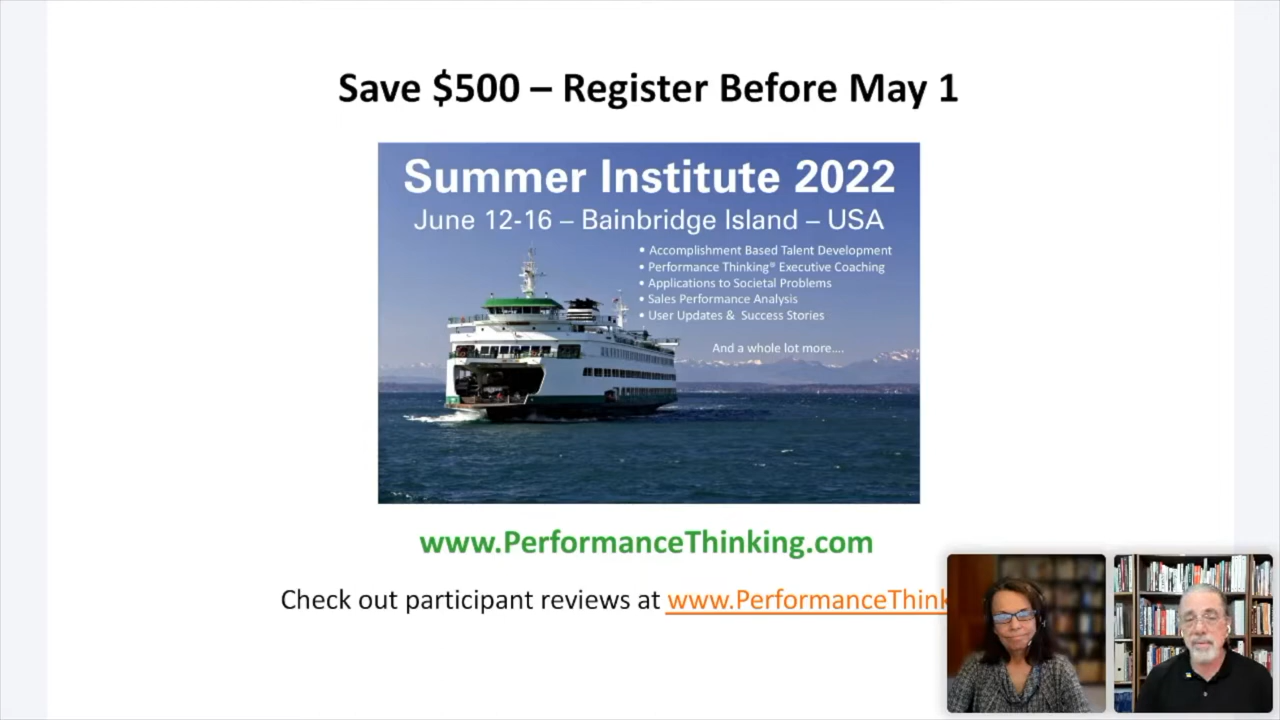 Save $500 – Register Before May 1
Summer Institute 2022
June 12-16 – Bainbridge Island – USA
• Accomplishment Based Talent Development
• Performance Thinking® Executive Coaching
• Applications to Societal Problems
• Sales Performance Analysis
• User Updates & Success Stories
And a whole lot more....
www.PerformanceThinking.com
Check out participant reviews at www.PerformanceThink